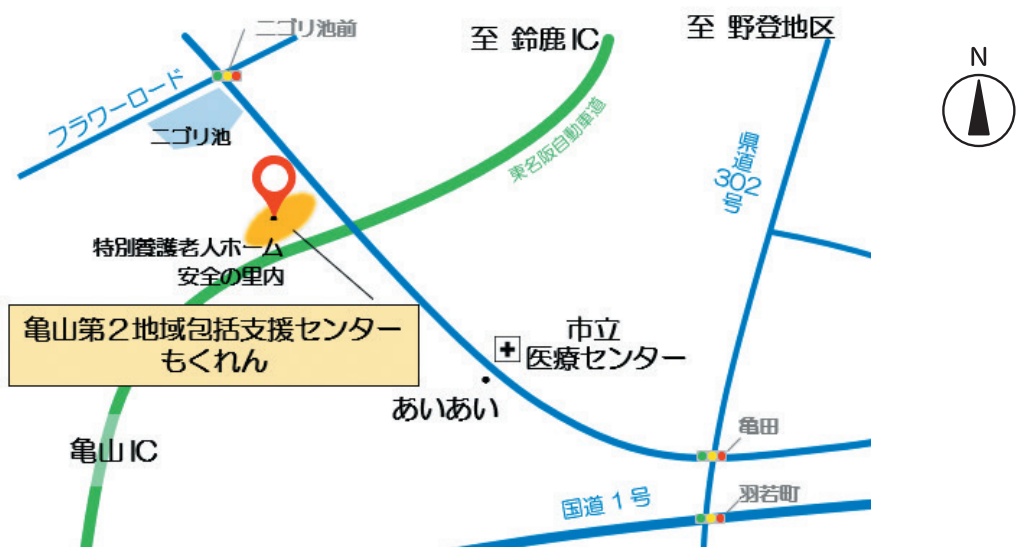 ニゴリ池前
至 鈴鹿IC
至 野登地区
N
フラワーロード
ニゴリ池
東名阪自動車道
県道
302
号
特別養護老人ホーム
安全の里内
亀山第2地域包括支援センター
もくれん
市立
医療センター
あいあい
亀山IC
亀田
国道1号
羽若町